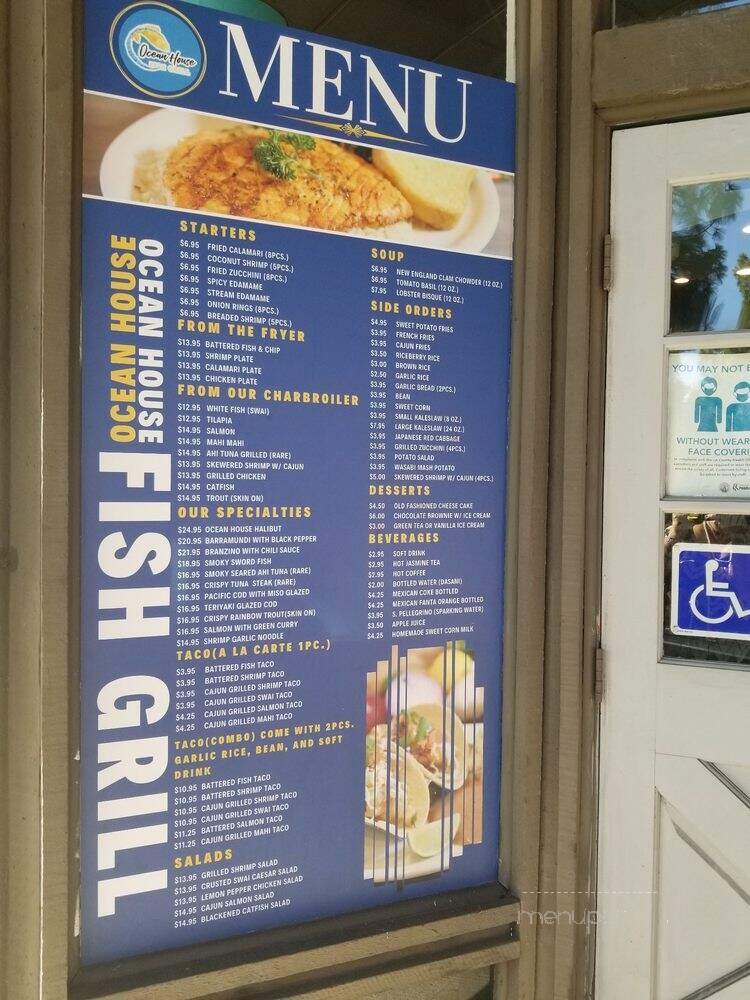 Ocean House
MENU
OCEAN HOUSE
OCEAN HOUSE
FISH GRILL
STARTERS
$6.95 FRIED CALAMARI (8PCS.)
$6.95 COCONUT SHRIMP (5PCS.)
$6.95 FRIED ZUCCHINI (8PCS.)
$6.95 SPICY EDAMAME
$6.95 STREAM EDAMAME
$6.95 ONION RINGS (8PCS.)
$6.95 BREADED SHRIMP (5PCS.)
FROM THE FRYER
$13.95 BATTERED FISH & CHIP
$13.95 SHRIMP PLATE
$13.95 CALAMARI PLATE
$13.95 CHICKEN PLATE
FROM OUR CHARBROILER
$12.95 WHITE FISH (SWAI)
$12.95 TILAPIA
$14.95 SALMON
$14.95 MAHI MAHI
$14.95 AHI TUNA GRILLED (RARE)
$13.95 SKEWERED SHRIMP W/ CAJUN
$13.95 GRILLED CHICKEN
$14.95 CATFISH
$14.95 TROUT (SKIN ON)
OUR SPECIALTIES
$24.95 OCEAN HOUSE HALIBUT
$20.95 BARRAMUNDI WITH BLACK PEPPER
$21.95 BRANZINO WITH CHILI SAUCE
$18.95 SMOKY SWORD FISH
$16.95 SMOKY SEARED AHI TUNA (RARE)
$16.95 CRISPY TUNA STEAK (RARE)
$16.95 PACIFIC COD WITH MISO GLAZED
$16.95 TERIYAKI GLAZED COD
$16.95 CRISPY RAINBOW TROUT(SKIN ON)
$16.95 SALMON WITH GREEN CURRY
$14.95 SHRIMP GARLIC NOODLE
TACO(A LA CARTE 1PC.)
$3.95 BATTERED FISH TACO
$3.95 BATTERED SHRIMP TACO
$3.95 CAJUN GRILLED SHRIMP TACO
$3.95 CAJUN GRILLED SWAI TACO
$4.25 CAJUN GRILLED SALMON TACO
$4.25 CAJUN GRILLED MAHI TACO
TACO(COMBO) COME WITH 2PCS.
GARLIC RICE, BEAN, AND SOFT
DRINK
$10.95 BATTERED FISH TACO
$10.95 BATTERED SHRIMP TACO
$10.95 CAJUN GRILLED SHRIMP TACO
$10.95 CAJUN GRILLED SWAI TACO
$11.25 BATTERED SALMON TACO
$11.25 CAJUN GRILLED MAHI TACO
SALADS
$13.95 GRILLED SHRIMP SALAD
$13.95 CRUSTED SWAI CAESAR SALAD
$13.95 LEMON PEPPER CHICKEN SALAD
$14.95 CAJUN SALMON SALAD
$14.95 BLACKENED CATFISH SALAD
SOUP
$6.95 NEW ENGLAND CLAM CHOWDER (12 OZ.)
$6.95 TOMATO BASIL (12 OZ.)
$7.95 LOBSTER BISQUE (12 OZ.)
SIDE ORDERS
$4.95 SWEET POTATO FRIES
$3.95 FRENCH FRIES
$3.95 CAJUN FRIES
$3.50 RICEBERRY RICE
$3.00 BROWN RICE
$2.50 GARLIC RICE
$3.95 GARLIC BREAD (2PCS.)
$3.95 BEAN
$3.95 SWEET CORN
$3.95 SMALL KALESLAW (8 OZ.)
$7.95 LARGE KALESLAW (24 OZ.)
$3.95 JAPANESE RED CABBAGE
$3.95 GRILLED ZUCCHINI (4PCS.)
$3.95 POTATO SALAD
$3.95 WASABI MASH POTATO
$5.00 SKEWERED SHRIMP W/ CAJUN (4PCS.)
DESSERTS
$4.50 OLD FASHIONED CHEESE CAKE
$6.00 CHOCOLATE BROWNIE W/ ICE CREAM
$3.00 GREEN TEA OR VANILLA ICE CREAM
BEVERAGES
$2.95 SOFT DRINK
$2.95 HOT JASMINE TEA
$2.95 HOT COFFEE
$2.00 BOTTLED WATER (DASANI)
$4.25 MEXICAN COKE BOTTLED
$4.25 MEXICAN FANTA ORANGE BOTTLED
$3.95 S. PELLEGRINO (SPARKING WATER)
$3.50 APPLE JUICE
$4.25 HOMEMADE SWEET CORN MILK
YOU MAY NOT
WITHOUT WEAR
FACE COVERI
menup